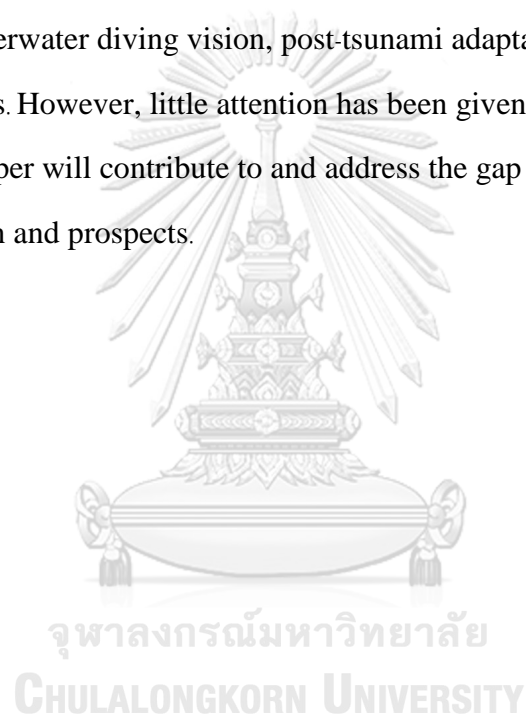 erwater diving vision, post-tsunami adapta
s. However, little attention has been given
per will contribute to and address the gap
n and prospects.
จุฬาลงกรณ์มหาวิทยาลัย
CHULALONGKORN UNIVERSITY